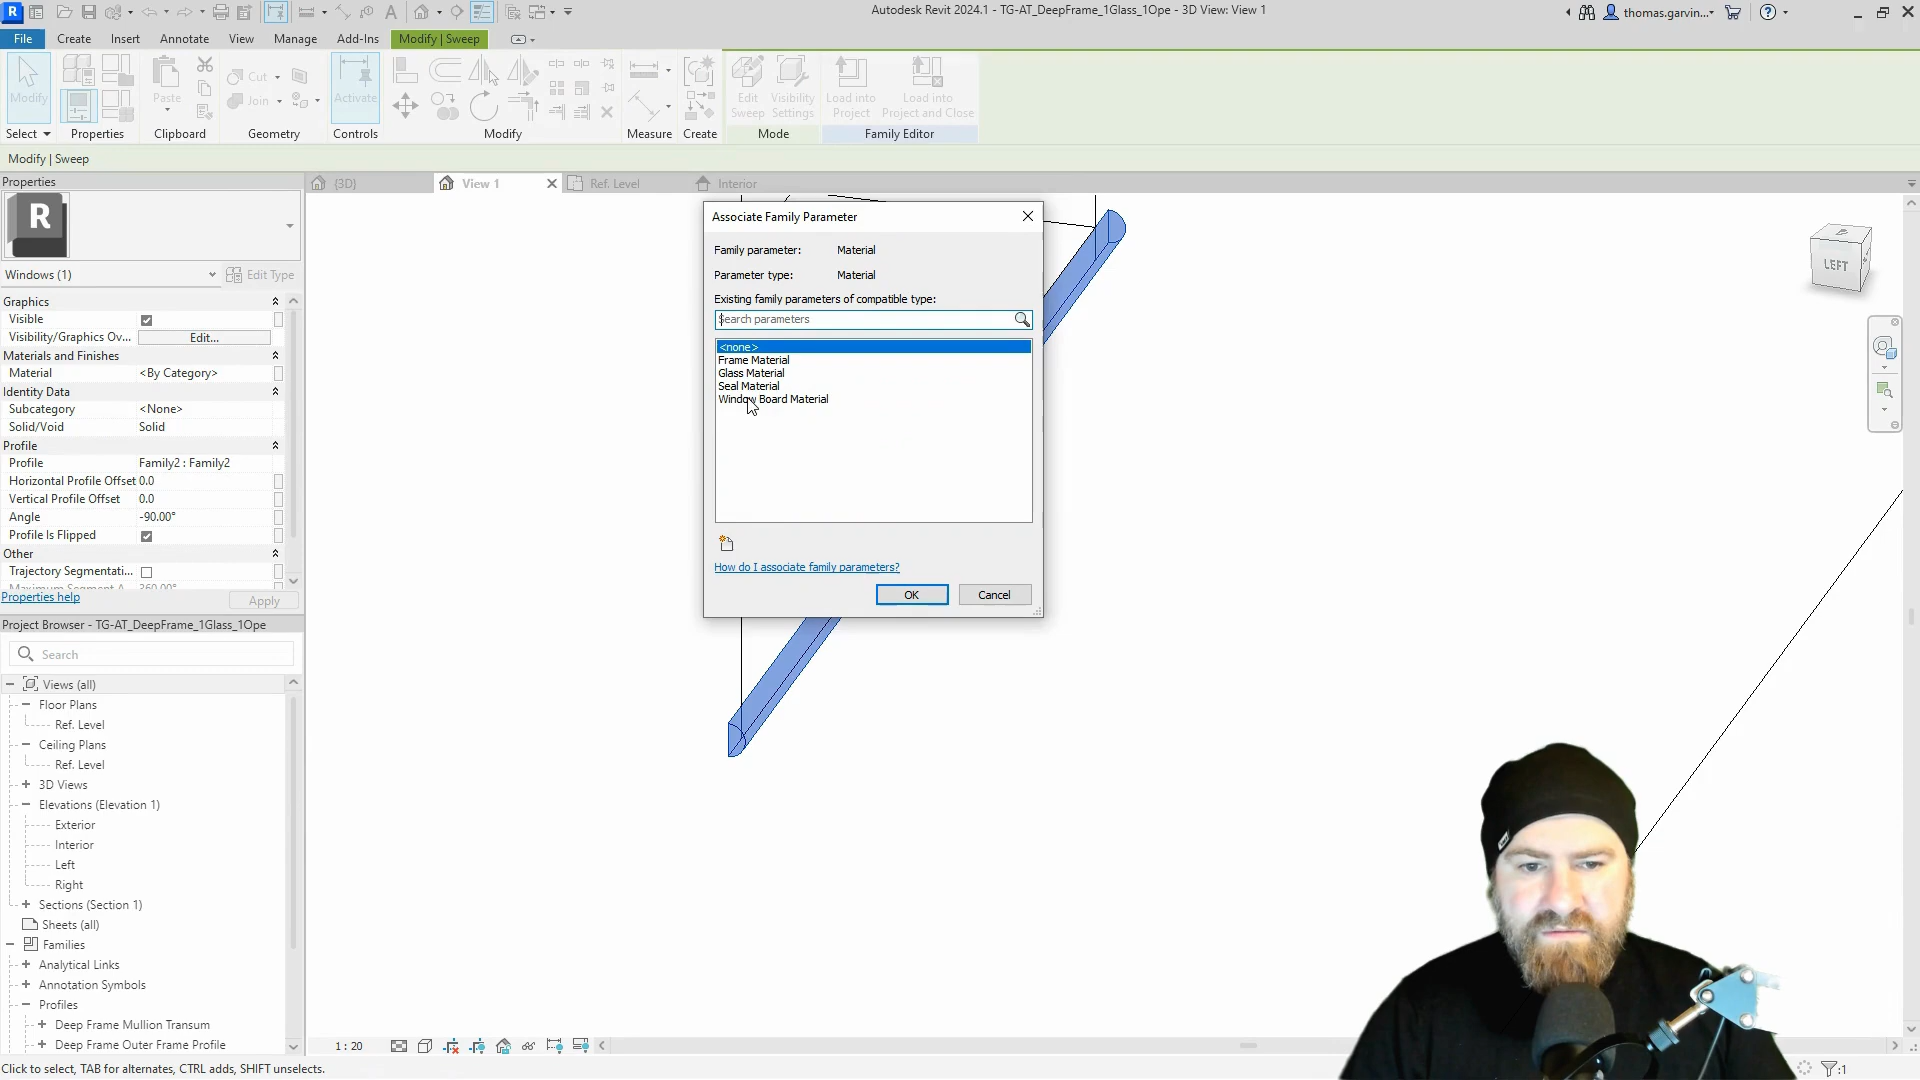 Autodesk Revit 2024.1 - TG-AT_DeepFrame_1Glass_1Ope - 3D View: View 1
thomas.garvin...
File Create Insert Annotate View Manage Add-Ins Modify | Sweep
Modify Paste Cut Join Activate Edit Sweep Visibility Settings Load into Project Load into Project and Close
Select Properties Clipboard Geometry Controls Modify Measure Create Mode Family Editor
Modify | Sweep
Properties
{3D} View 1 Ref. Level Interior
R
Windows (1) Edit Type
Graphics
Visible
Visibility/Graphics Ov... Edit...
Materials and Finishes
Material <By Category>
Identity Data
Subcategory <None>
Solid/Void Solid
Profile
Profile Family2 : Family2
Horizontal Profile Offset 0.0
Vertical Profile Offset 0.0
Angle -90.00°
Profile Is Flipped
Other
Trajectory Segmentati...
Properties help Apply
Project Browser - TG-AT_DeepFrame_1Glass_1Ope
Search
Views (all)
Floor Plans
Ref. Level
Ceiling Plans
Ref. Level
3D Views
Elevations (Elevation 1)
Exterior
Interior
Left
Right
Sections (Section 1)
Sheets (all)
Families
Analytical Links
Annotation Symbols
Profiles
Deep Frame Mullion Transum
Deep Frame Outer Frame Profile
Associate Family Parameter
Family parameter: Material
Parameter type: Material
Existing family parameters of compatible type:
Search parameters
<none>
Frame Material
Glass Material
Seal Material
Window Board Material
How do I associate family parameters?
OK Cancel
LEFT
1 : 20
Click to select, TAB for alternates, CTRL adds, SHIFT unselects.
:1